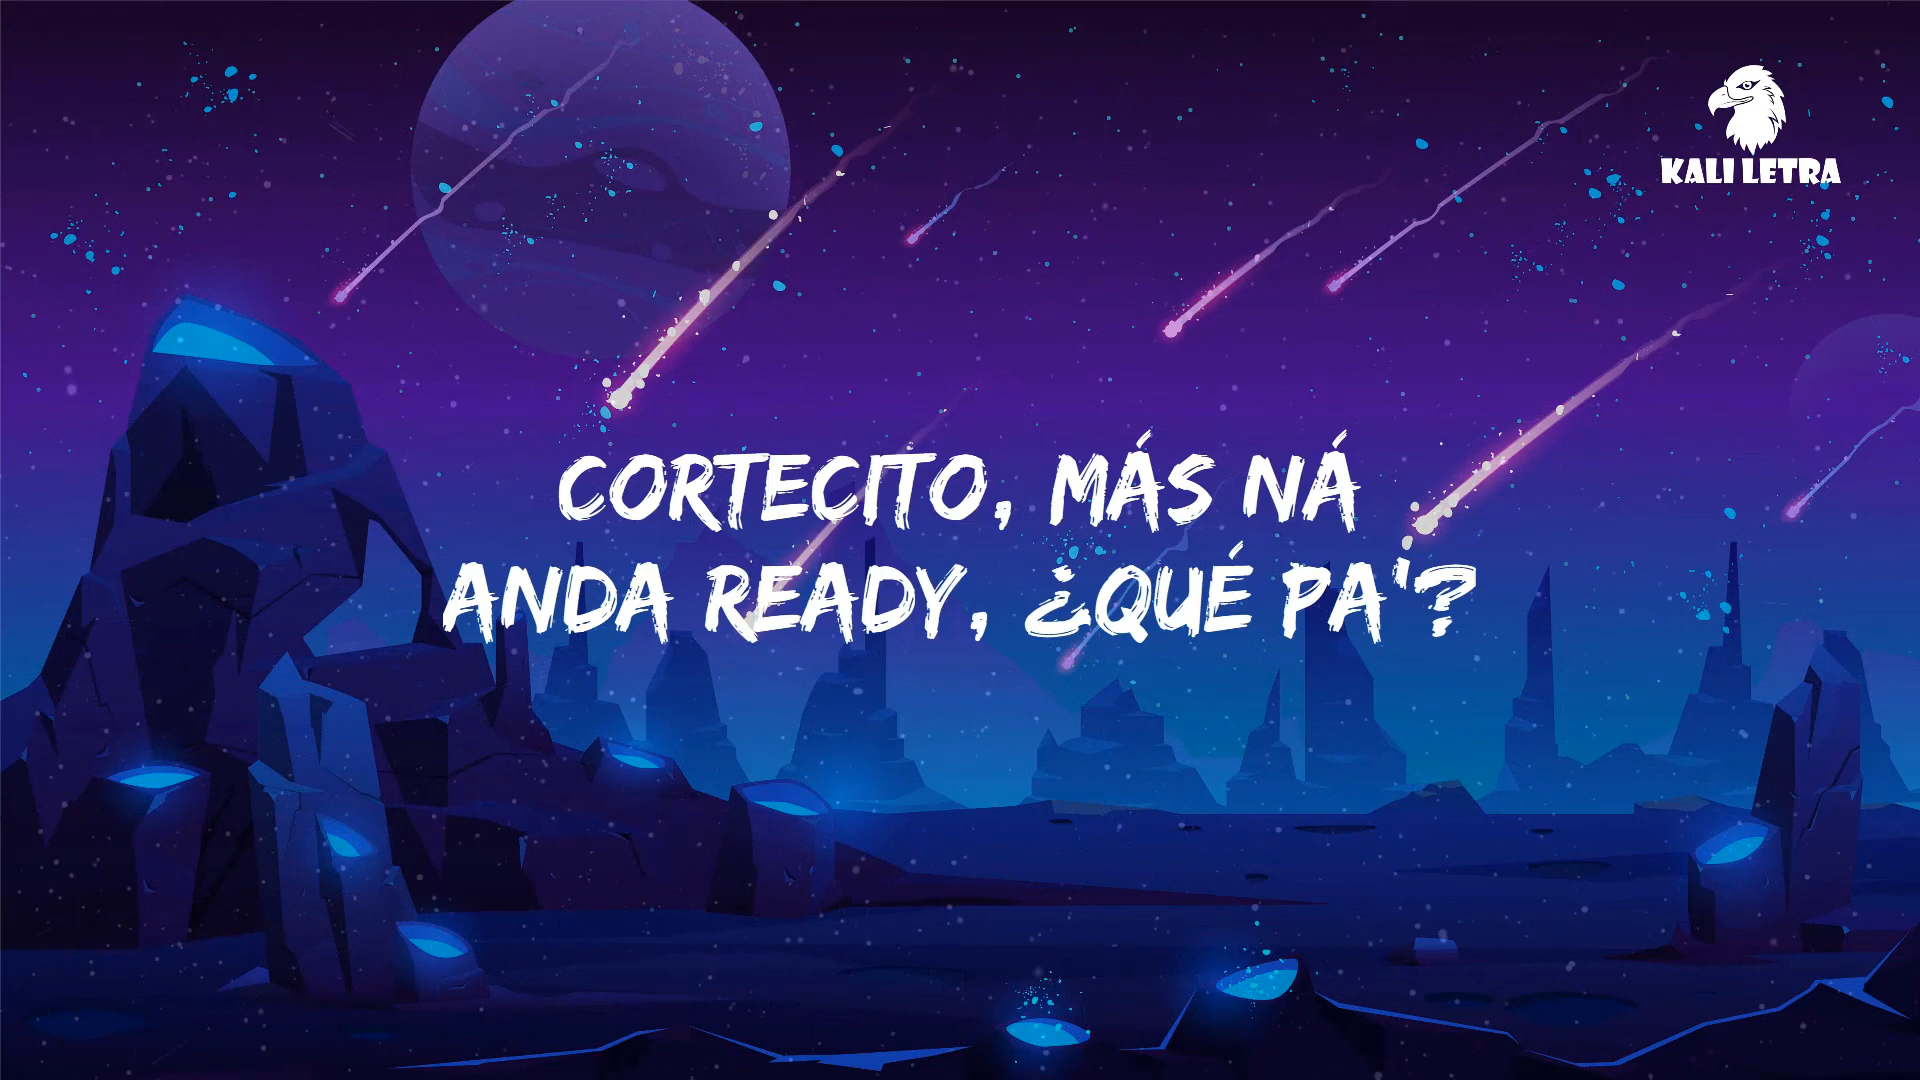 KALI LETRA
CORTECITO, MÁS NÁ
ANDA READY, ¿QUÉ PA'?